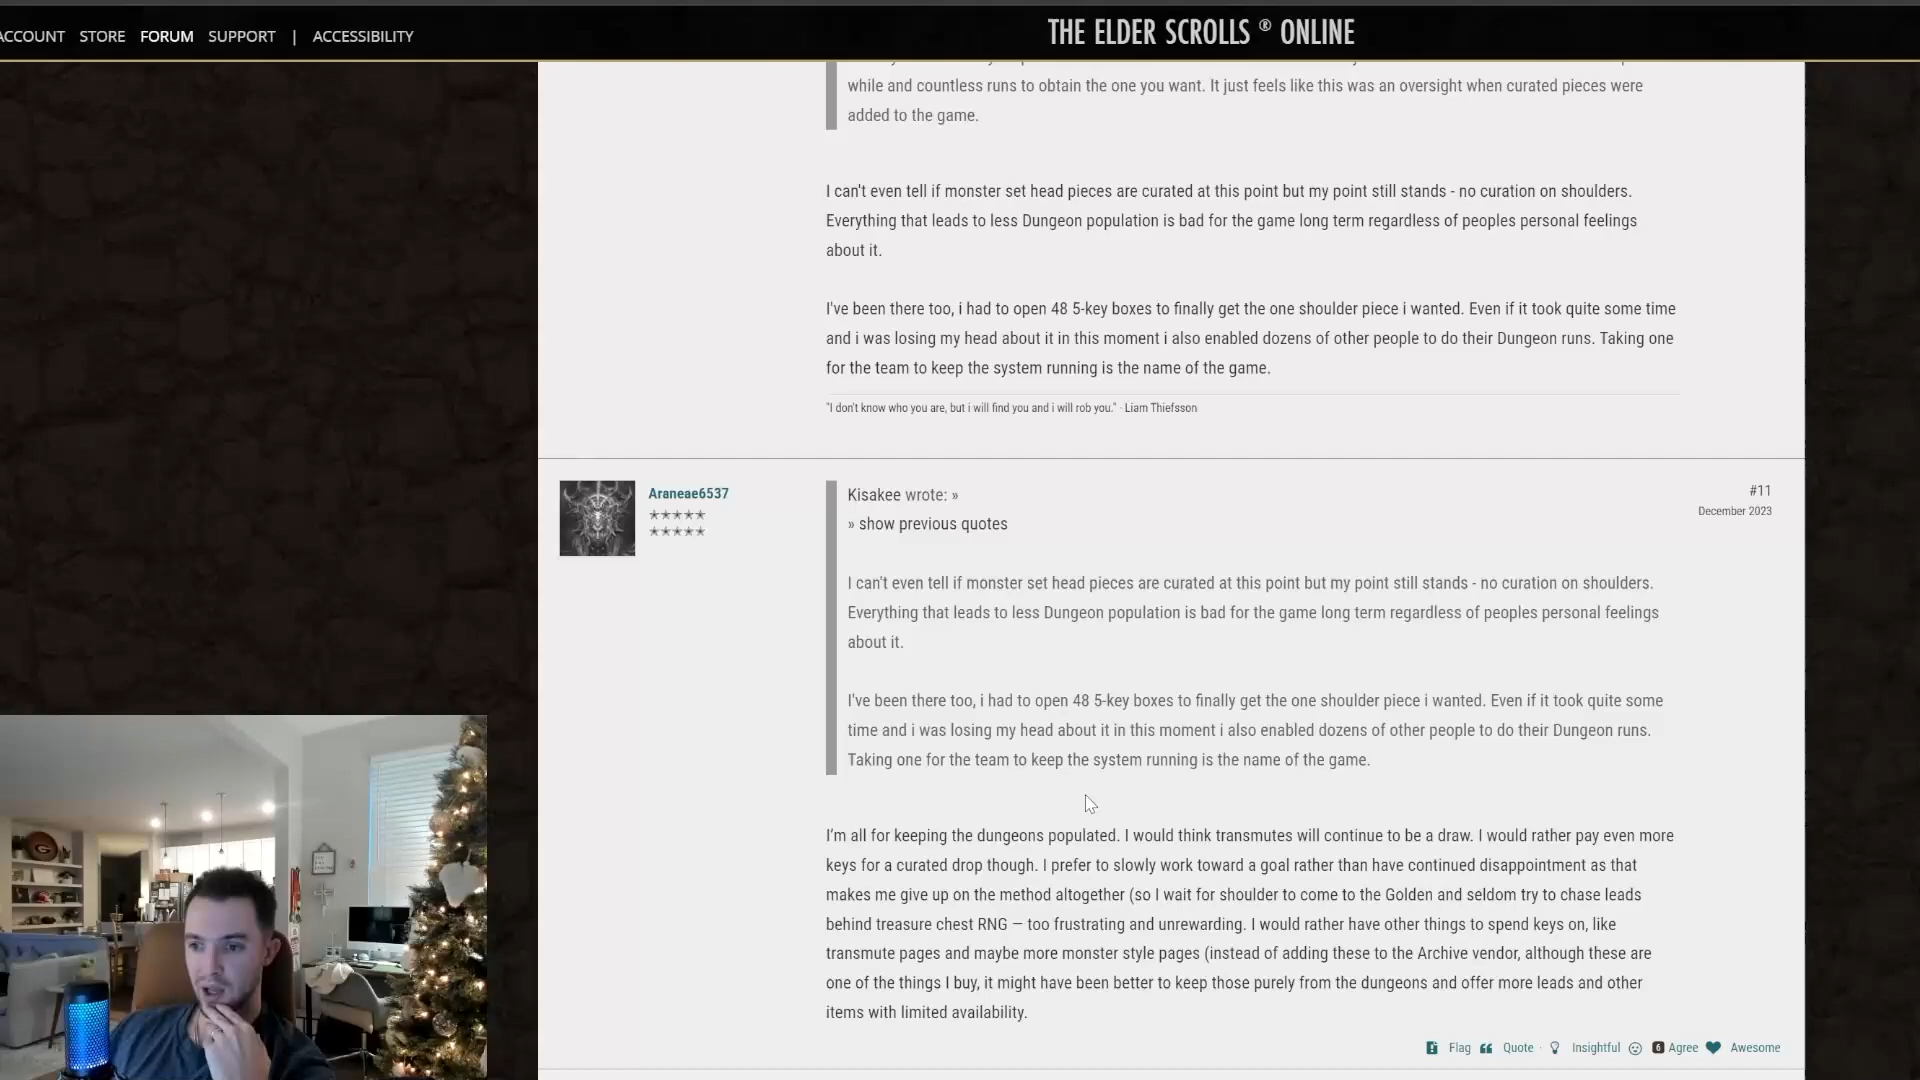 ACCOUNT STORE FORUM SUPPORT | ACCESSIBILITY
THE ELDER SCROLLS ® ONLINE
while and countless runs to obtain the one you want. It just feels like this was an oversight when curated pieces were
added to the game.
I can't even tell if monster set head pieces are curated at this point but my point still stands - no curation on shoulders.
Everything that leads to less Dungeon population is bad for the game long term regardless of peoples personal feelings
about it.
I've been there too, i had to open 48 5-key boxes to finally get the one shoulder piece i wanted. Even if it took quite some time
and i was losing my head about it in this moment i also enabled dozens of other people to do their Dungeon runs. Taking one
for the team to keep the system running is the name of the game.
"I don't know who you are, but i will find you and i will rob you." · Liam Thiefsson
Araneae6537
Kisakee wrote: »
» show previous quotes
#11
December 2023
I can't even tell if monster set head pieces are curated at this point but my point still stands - no curation on shoulders.
Everything that leads to less Dungeon population is bad for the game long term regardless of peoples personal feelings
about it.
I've been there too, i had to open 48 5-key boxes to finally get the one shoulder piece i wanted. Even if it took quite some
time and i was losing my head about it in this moment i also enabled dozens of other people to do their Dungeon runs.
Taking one for the team to keep the system running is the name of the game.
I'm all for keeping the dungeons populated. I would think transmutes will continue to be a draw. I would rather pay even more
keys for a curated drop though. I prefer to slowly work toward a goal rather than have continued disappointment as that
makes me give up on the method altogether (so I wait for shoulder to come to the Golden and seldom try to chase leads
behind treasure chest RNG — too frustrating and unrewarding. I would rather have other things to spend keys on, like
transmute pages and maybe more monster style pages (instead of adding these to the Archive vendor, although these are
one of the things I buy, it might have been better to keep those purely from the dungeons and offer more leads and other
items with limited availability.
Flag Quote · Insightful 6 Agree Awesome